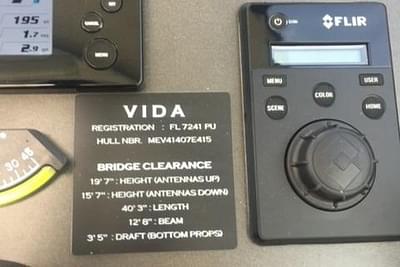 195
1.7
2.9
MENU
30 45
VIDA
REGISTRATION : FL 7241 PU
HULL NBR. MEV41407E415
BRIDGE CLEARANCE
19' 7" : HEIGHT (ANTENNAS UP)
15' 7" : HEIGHT (ANTENNAS DOWN)
40' 3" : LENGTH
12' 8" : BEAM
3' 5" : DRAFT (BOTTOM PROPS)
FLIR
MENU
USER
COLOR
SCENE
HOME